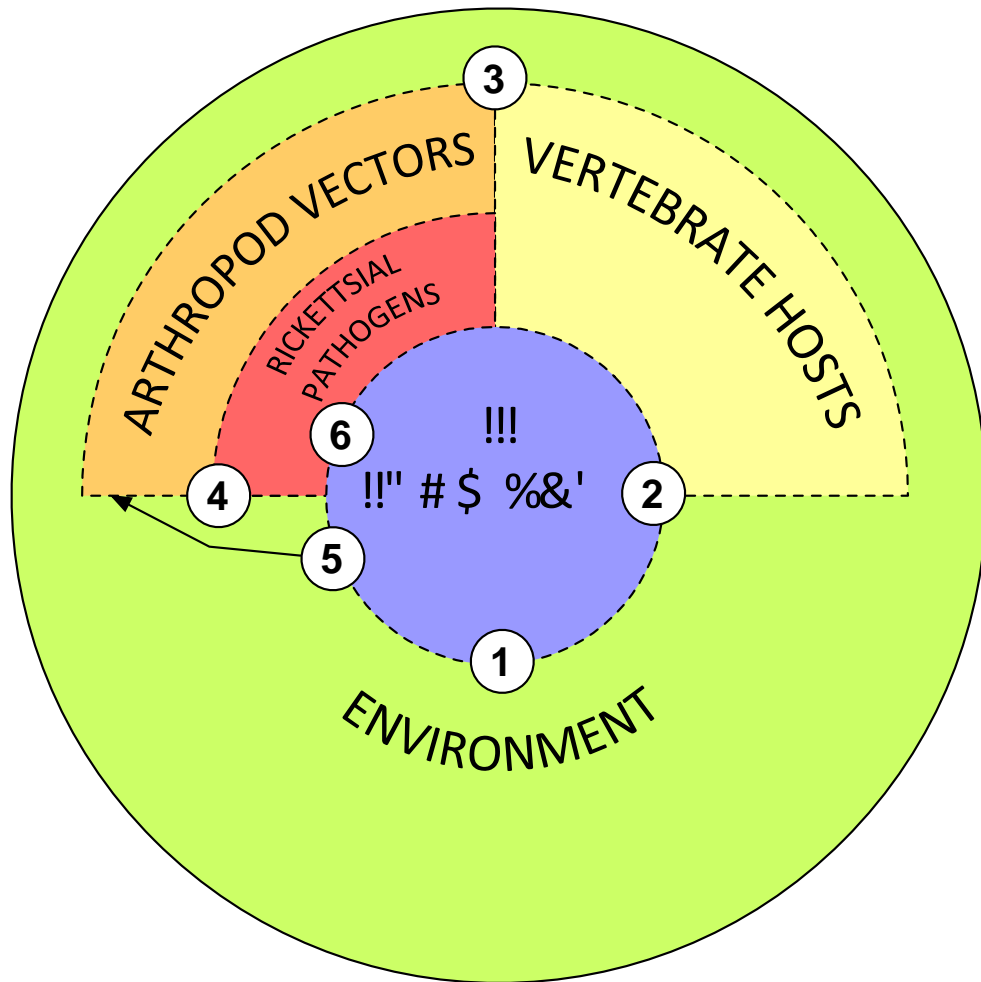 3
ARTHROPOD VECTORS
VERTEBRATE HOSTS
RICKETTSIAL
PATHOGENS
6
!!!
!!" # $ %&'
4
2
5
1
ENVIRONMENT